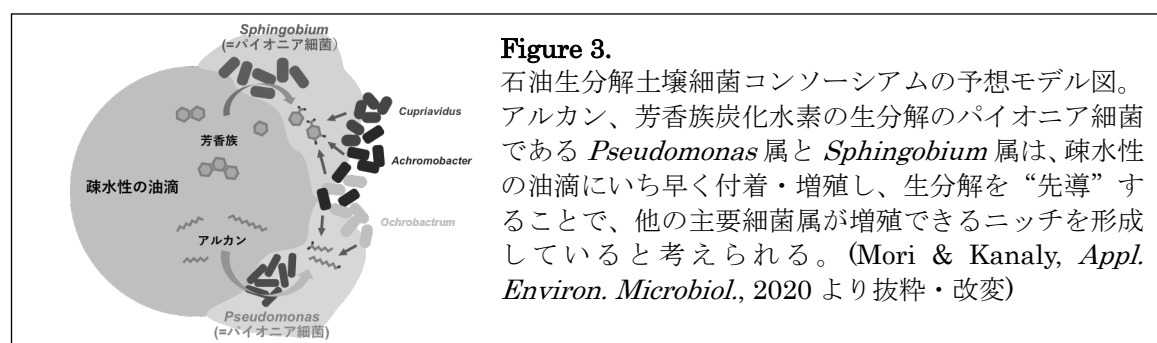 Sphingobium
(=パイオニア細菌)
芳香族
疎水性の油滴
アルカン
Cupriavidus
Achromobacter
Ochrobactrum
Pseudomonas
(=パイオニア細菌)
Figure 3.
石油生分解土壌細菌コンソーシアムの予想モデル図。
アルカン、芳香族炭化水素の生分解のパイオニア細菌
である Pseudomonas 属と Sphingobium 属は、疎水性
の油滴にいち早く付着・増殖し、生分解を“先導”す
ることで、他の主要細菌属が増殖できるニッチを形成
していると考えられる。(Mori & Kanaly, Appl.
Environ. Microbiol., 2020 より抜粋・改変)